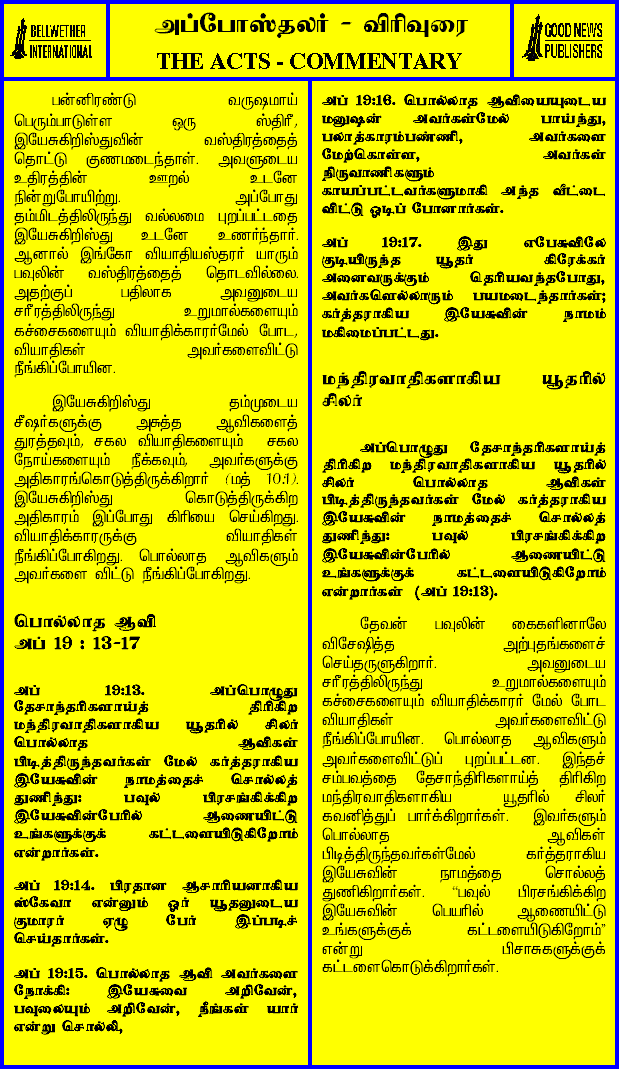 BELLWETHER
INTERNATIONAL
அப்போஸ்தலர் - விரிவுரை
THE ACTS - COMMENTARY
GOOD NEWS
PUBLISHERS
பன்னிரண்டு வருஷமாய்
பெரும்பாடுள்ள ஒரு ஸ்திரீ,
இயேசுகிறிஸ்துவின் வஸ்திரத்தைத்
தொட்டு குணமடைந்தாள். அவளுடைய
உதிரத்தின் ஊறல் உடனே
நின்றுபோயிற்று. அப்போது
தம்மிடத்திலிருந்து வல்லமை புறப்பட்டதை
இயேசுகிறிஸ்து உடனே உணர்ந்தார்.
ஆனால் இங்கோ வியாதியஸ்தரர் யாரும்
பவுலின் வஸ்திரத்தைத் தொடவில்லை.
அதற்குப் பதிலாக அவனுடைய
சரீரத்திலிருந்து உறுமால்களையும்
கச்சைகளையும் வியாதிக்காரர்மேல் போட,
வியாதிகள் அவர்களைவிட்டு
நீங்கிப்போயின.
இயேசுகிறிஸ்து தம்முடைய
சீஷர்களுக்கு அசுத்த ஆவிகளைத்
துரத்தவும், சகல வியாதிகளையும் சகல
நோய்களையும் நீக்கவும், அவர்களுக்கு
அதிகாரங்கொடுத்திருக்கிறார் (மத் 10:1).
இயேசுகிறிஸ்து கொடுத்திருக்கிற
அதிகாரம் இப்போது கிரியை செய்கிறது.
வியாதிக்காரருக்கு வியாதிகள்
நீங்கிப்போகிறது. பொல்லாத ஆவிகளும்
அவர்களை விட்டு நீங்கிப்போகிறது.
பொல்லாத ஆவி
அப் 19 : 13-17
அப் 19:13. அப்பொழுது
தேசாந்தரிகளாய்த் திரிகிற
மந்திரவாதிகளாகிய யூதரில் சிலர்
பொல்லாத ஆவிகள்
பிடித்திருந்தவர்கள் மேல் கர்த்தராகிய
இயேசுவின் நாமத்தைச் சொல்லத்
துணிந்து: பவுல் பிரசங்கிக்கிற
இயேசுவின்பேரில் ஆணையிட்டு
உங்களுக்குக் கட்டளையிடுகிறோம்
என்றார்கள்.
அப் 19:14. பிரதான ஆசாரியனாகிய
ஸ்கேவா என்னும் ஓர் யூதனுடைய
குமாரர் ஏழு பேர் இப்படிச்
செய்தார்கள்.
அப் 19:15. பொல்லாத ஆவி அவர்களை
நோக்கி: இயேசுவை அறிவேன்,
பவுலையும் அறிவேன், நீங்கள் யார்
என்று சொல்லி,
அப் 19:16. பொல்லாத ஆவியையுடைய
மனுஷன் அவர்கள்மேல் பாய்ந்து,
பலாத்காரம்பண்ணி, அவர்களை
மேற்கொள்ள, அவர்கள்
நிருவாணிகளும்
காயப்பட்டவர்களுமாகி அந்த வீட்டை
விட்டு ஓடிப் போனார்கள்.
அப் 19:17. இது எபேசுவிலே
குடியிருந்த யூதர் கிரேக்கர்
அனைவருக்கும் தெரியவந்தபோது,
அவர்களெல்லாரும் பயமடைந்தார்கள்;
கர்த்தராகிய இயேசுவின் நாமம்
மகிமைப்பட்டது.
மந்திரவாதிகளாகிய யூதரில்
சிலர்
அப்பொழுது தேசாந்தரிகளாய்த்
திரிகிற மந்திரவாதிகளாகிய யூதரில்
சிலர் பொல்லாத ஆவிகள்
பிடித்திருந்தவர்கள் மேல் கர்த்தராகிய
இயேசுவின் நாமத்தைச் சொல்லத்
துணிந்து: பவுல் பிரசங்கிக்கிற
இயேசுவின்பேரில் ஆணையிட்டு
உங்களுக்குக் கட்டளையிடுகிறோம்
என்றார்கள் (அப் 19:13).
தேவன் பவுலின் கைகளினாலே
விசேஷித்த அற்புதங்களைச்
செய்தருளுகிறார். அவனுடைய
சரீரத்திலிருந்து உறுமால்களையும்
கச்சைகளையும் வியாதிக்காரர் மேல் போட
வியாதிகள் அவர்களைவிட்டு
நீங்கிப்போயின. பொல்லாத ஆவிகளும்
அவர்களைவிட்டுப் புறப்பட்டன. இந்தச்
சம்பவத்தை தேசாந்திரிகளாய்த் திரிகிற
மந்திரவாதிகளாகிய யூதரில் சிலர்
கவனித்துப் பார்க்கிறார்கள். இவர்களும்
பொல்லாத ஆவிகள்
பிடித்திருந்தவர்கள்மேல் கர்த்தராகிய
இயேசுவின் நாமத்தை சொல்லத்
துணிகிறார்கள். “பவுல் பிரசங்கிக்கிற
இயேசுவின் பெயரில் ஆணையிட்டு
உங்களுக்குக் கட்டளையிடுகிறோம்”
என்று பிசாசுகளுக்குக்
கட்டளைகொடுக்கிறார்கள்.